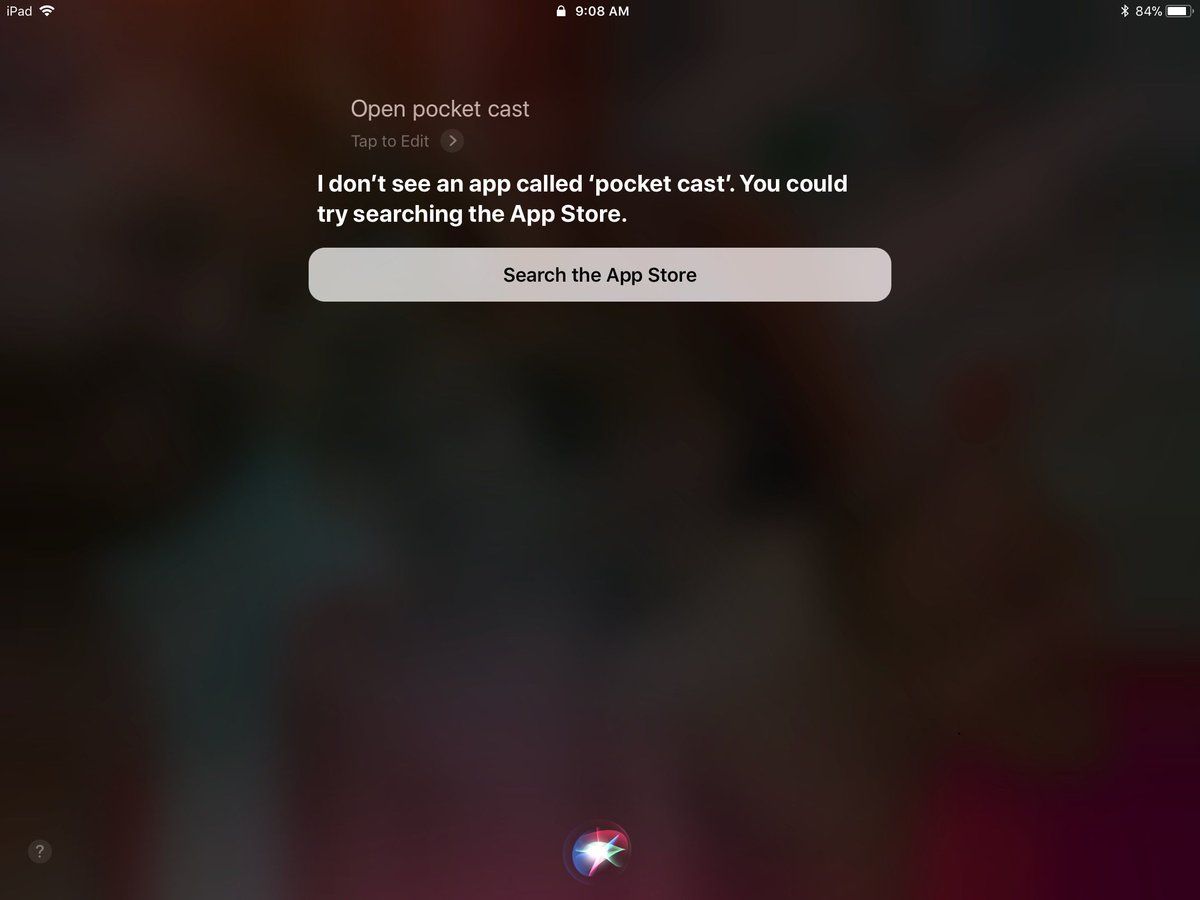 iPad 9:08 AM 84%
Open pocket cast
Tap to Edit
I don’t see an app called ‘pocket cast’. You could
try searching the App Store.
Search the App Store
?